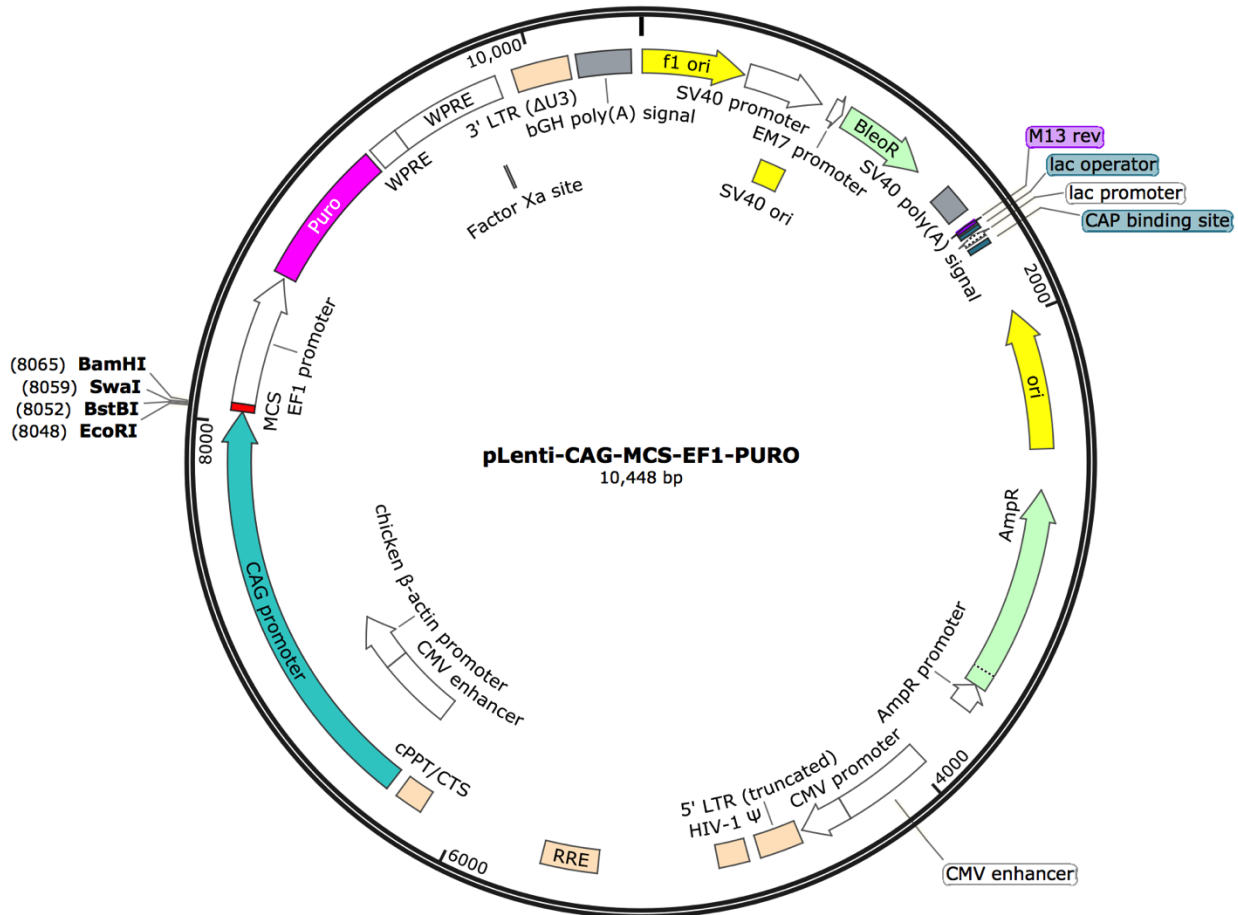 10,000
f1 ori
SV40 promoter
EM7 promoter
BleoR
SV40 poly(A) signal
SV40 ori
M13 rev
lac operator
lac promoter
CAP binding site
2000
ori
AmpR
AmpR promoter
4000
CMV enhancer
CMV promoter
5' LTR (truncated)
HIV-1 Ψ
RRE
6000
cPPT/CTS
CAG promoter
chicken β-actin promoter
CMV enhancer
8000
(8065) BamHI
(8059) SwaI
(8052) BstBI
(8048) EcoRI
MCS
EF1 promoter
Puro
WPRE
WPRE
3' LTR (ΔU3)
bGH poly(A) signal
Factor Xa site
pLenti-CAG-MCS-EF1-PURO
10,448 bp